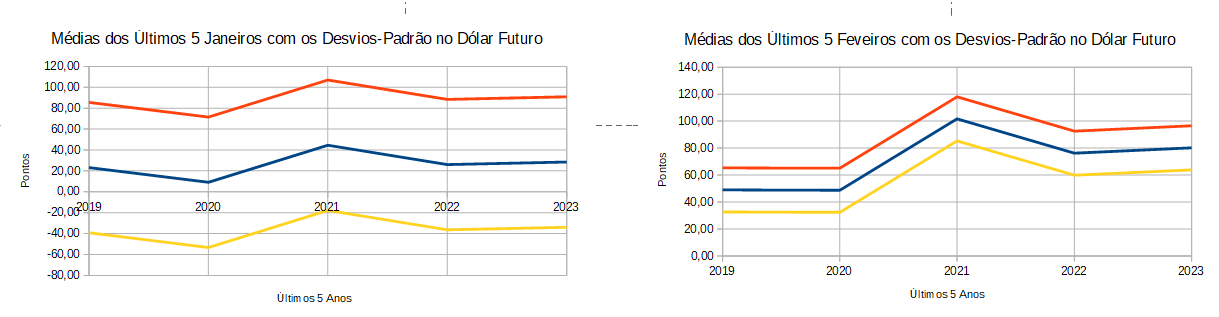 Médias dos Últimos 5 Janeiros com os Desvios-Padrão no Dólar Futuro
120,00
100,00
80,00
60,00
40,00
20,00
0,00
-20,00
-40,00
-60,00
-80,00
2019 2020 2021 2022 2023
Pontos
Últimos 5 Anos
Médias dos Últimos 5 Feveiros com os Desvios-Padrão no Dólar Futuro
140,00
120,00
100,00
80,00
60,00
40,00
20,00
0,00
2019 2020 2021 2022 2023
Pontos
Últimos 5 Anos